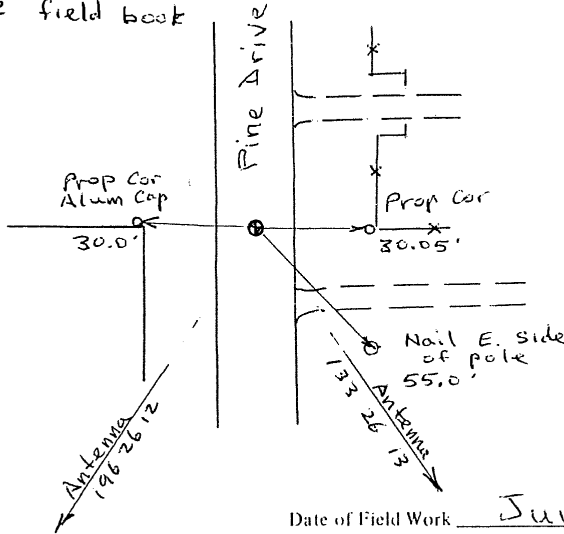 field book
Pine Drive
Prop Cor
Alum Cap
30.0'
Prop Cor
30.05'
Nail E. side
of pole
55.0'
Antenna
196 26 12
Antenna
133 26 13
Date of Field Work